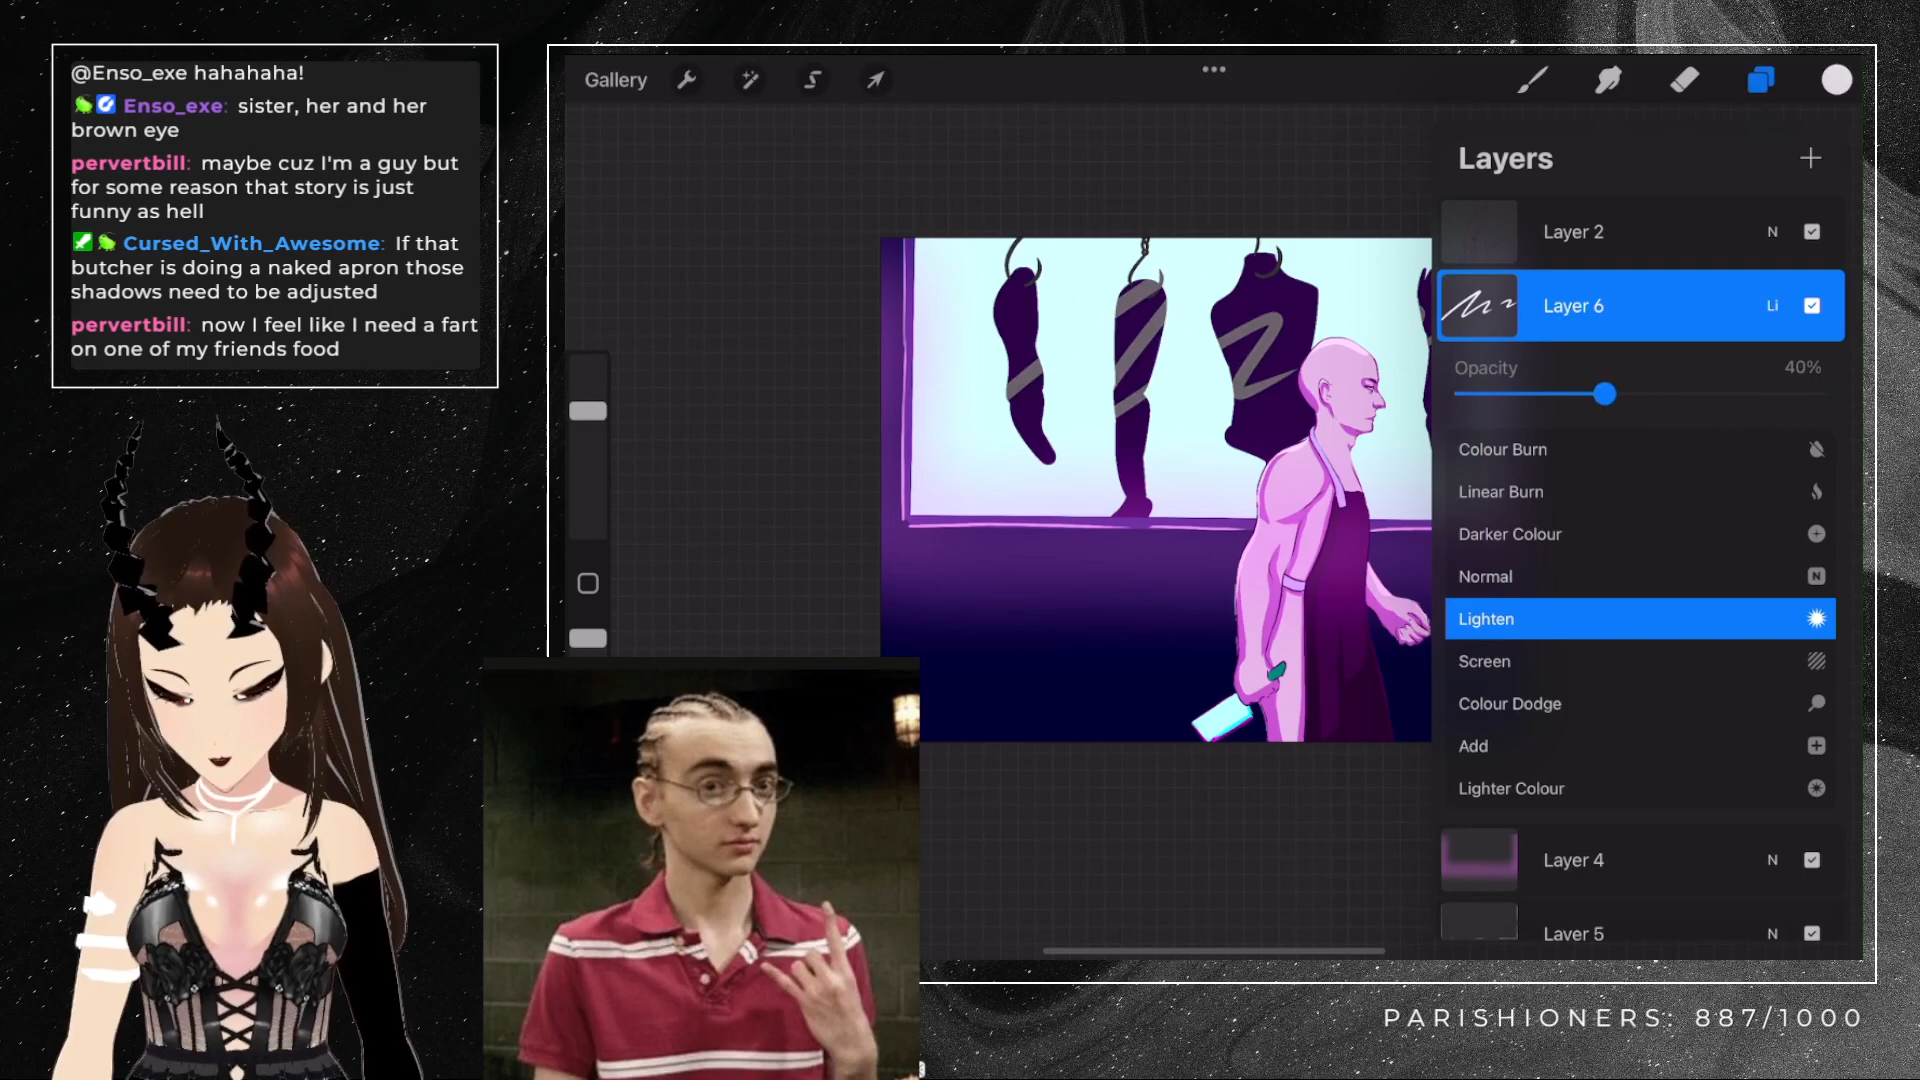 @Enso_exe hahahaha!
Enso_exe: sister, her and her
brown eye
pervertbill: maybe cuz I'm a guy but
for some reason that story is just
funny as hell
Cursed_With_Awesome: If that
butcher is doing a naked apron those
shadows need to be adjusted
pervertbill: now I feel like I need a fart
on one of my friends food
Gallery
Layers
Layer 2 N
Layer 6 Li
Opacity 40%
Colour Burn
Linear Burn
Darker Colour
Normal N
Lighten
Screen
Colour Dodge
Add
Lighter Colour
Layer 4 N
Layer 5 N
PARISHIONERS: 887/1000